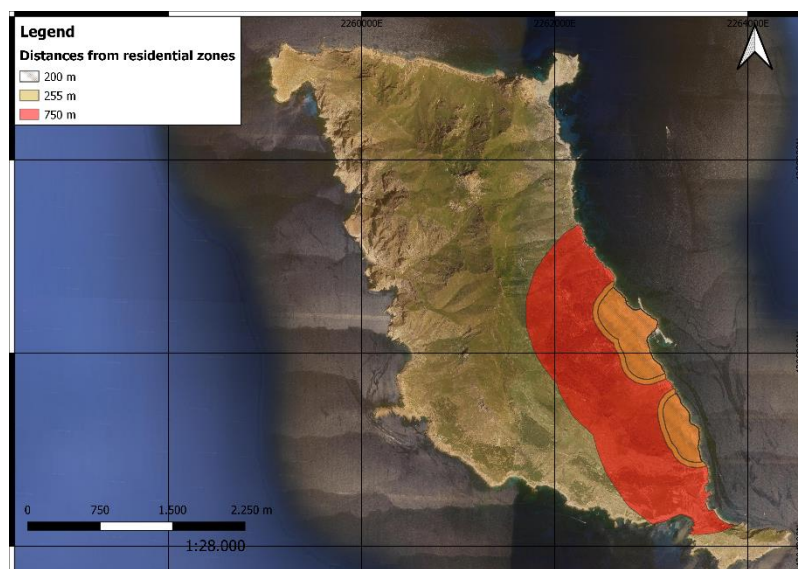 2260000E
2262000E
2264000E
Legend
Distances from residential zones
200 m
255 m
750 m
0 750 1.500 2.250 m
1:28.000